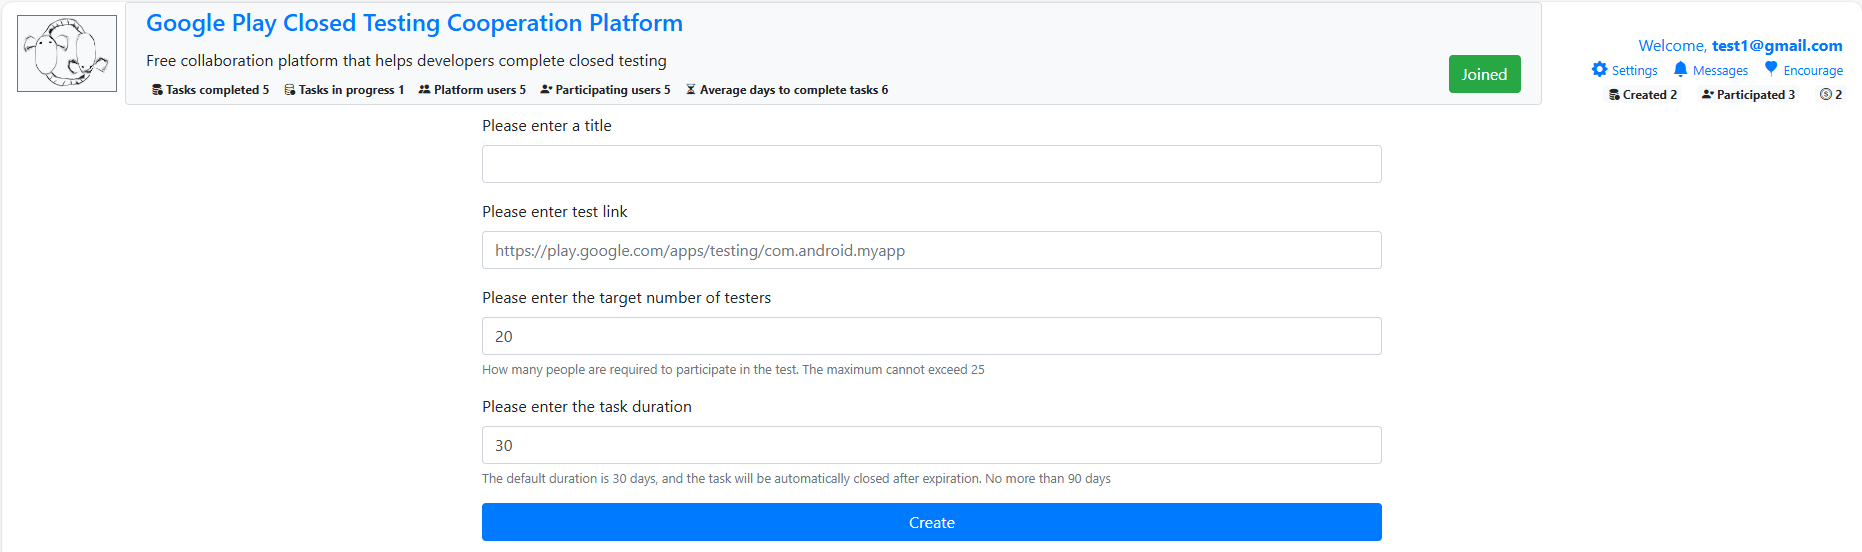 Google Play Closed Testing Cooperation Platform
Free collaboration platform that helps developers complete closed testing
Tasks completed 5 Tasks in progress 1 Platform users 5 Participating users 5 Average days to complete tasks 6
Joined
Welcome, test1@gmail.com
Settings Messages Encourage
Created 2 Participated 3 2
Please enter a title
Please enter test link
https://play.google.com/apps/testing/com.android.myapp
Please enter the target number of testers
20
How many people are required to participate in the test. The maximum cannot exceed 25
Please enter the task duration
30
The default duration is 30 days, and the task will be automatically closed after expiration. No more than 90 days
Create